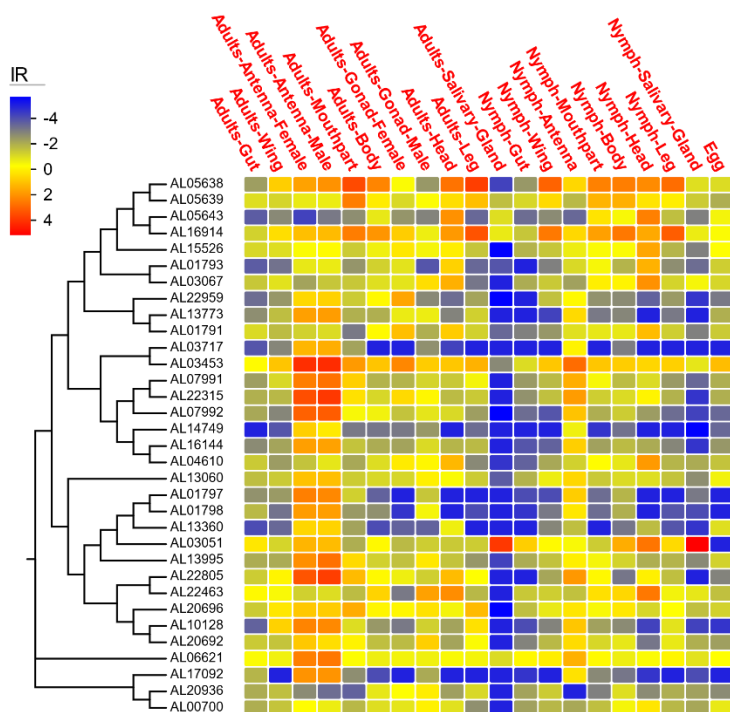 IR
-4
-2
0
2
4
Adults-Gut
Adults-Wing
Adults-Antenna-Female
Adults-Antenna-Male
Adults-Mouthpart
Adults-Body
Adults-Gonad-Female
Adults-Gonad-Male
Adults-Head
Adults-Leg
Adults-Salivary-Gland
Nymph-Gut
Nymph-Wing
Nymph-Antenna
Nymph-Mouthpart
Nymph-Body
Nymph-Head
Nymph-Leg
Nymph-Salivary-Gland
Egg
AL05638
AL05639
AL05643
AL16914
AL15526
AL01793
AL03067
AL22959
AL13773
AL01791
AL03717
AL03453
AL07991
AL22315
AL07992
AL14749
AL16144
AL04610
AL13060
AL01797
AL01798
AL13360
AL03051
AL13995
AL22805
AL22463
AL20696
AL10128
AL20692
AL06621
AL17092
AL20936
AL00700